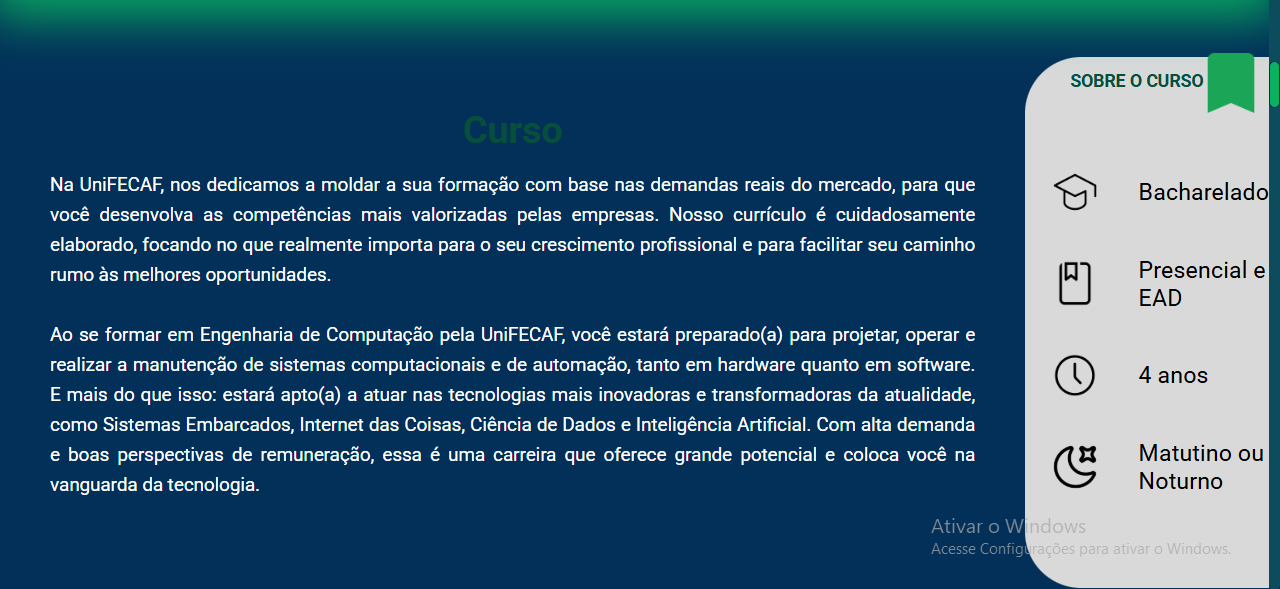 SOBRE O CURSO
Curso
Na UniFECAF, nos dedicamos a moldar a sua formação com base nas demandas reais do mercado, para que
você desenvolva as competências mais valorizadas pelas empresas. Nosso currículo é cuidadosamente
elaborado, focando no que realmente importa para o seu crescimento profissional e para facilitar seu caminho
rumo às melhores oportunidades.
Ao se formar em Engenharia de Computação pela UniFECAF, você estará preparado(a) para projetar, operar e
realizar a manutenção de sistemas computacionais e de automação, tanto em hardware quanto em software.
E mais do que isso: estará apto(a) a atuar nas tecnologias mais inovadoras e transformadoras da atualidade,
como Sistemas Embarcados, Internet das Coisas, Ciência de Dados e Inteligência Artificial. Com alta demanda
e boas perspectivas de remuneração, essa é uma carreira que oferece grande potencial e coloca você na
vanguarda da tecnologia.
Bacharelado
Presencial e
EAD
4 anos
Matutino ou
Noturno
Ativar o Windows
Acesse Configurações para ativar o Windows.